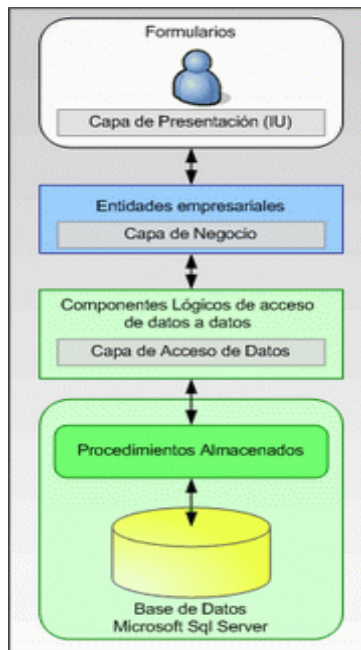 Formularios
Capa de Presentación (IU)
Entidades empresariales
Capa de Negocio
Componentes Lógicos de acceso
de datos a datos
Capa de Acceso de Datos
Procedimientos Almacenados
Base de Datos
Microsoft Sql Server